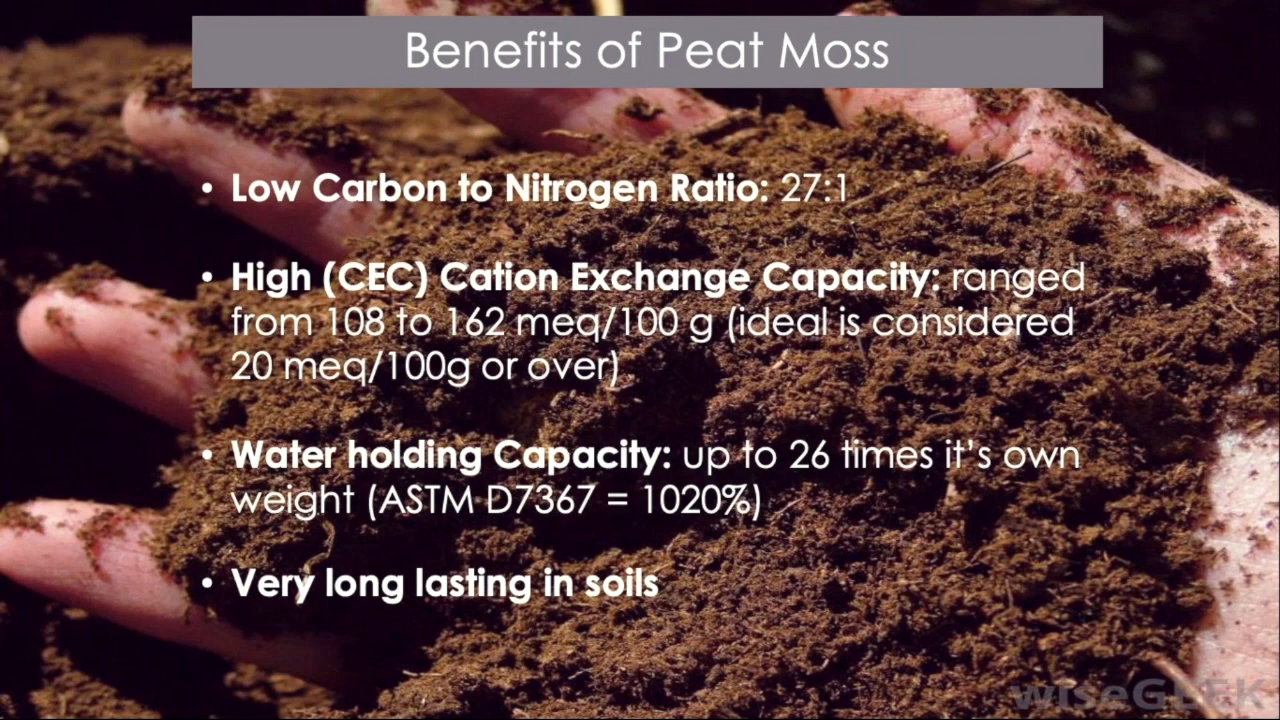 Benefits of Peat Moss
• Low Carbon to Nitrogen Ratio: 27:1
• High (CEC) Cation Exchange Capacity: ranged
from 108 to 162 meq/100 g (ideal is considered
20 meq/100g or over)
• Water holding Capacity: up to 26 times it's own
weight (ASTM D7367 = 1020%)
• Very long lasting in soils
wiseGEEK